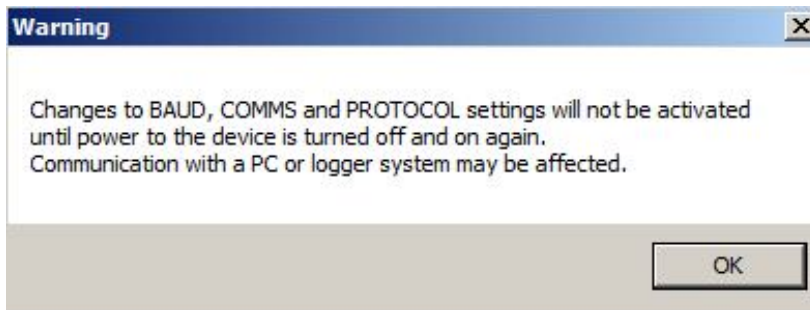 Warning
Changes to BAUD, COMMS and PROTOCOL settings will not be activated
until power to the device is turned off and on again.
Communication with a PC or logger system may be affected.
OK